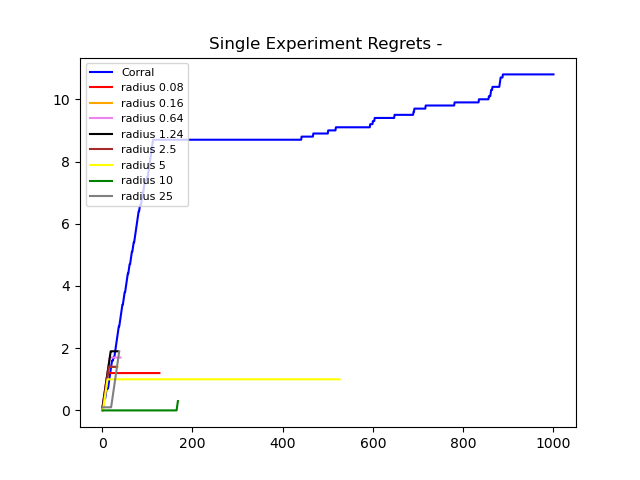 Single Experiment Regrets -
Corral
radius 0.08
radius 0.16
radius 0.64
radius 1.24
radius 2.5
radius 5
radius 10
radius 25
10
8
6
4
2
0
0 200 400 600 800 1000